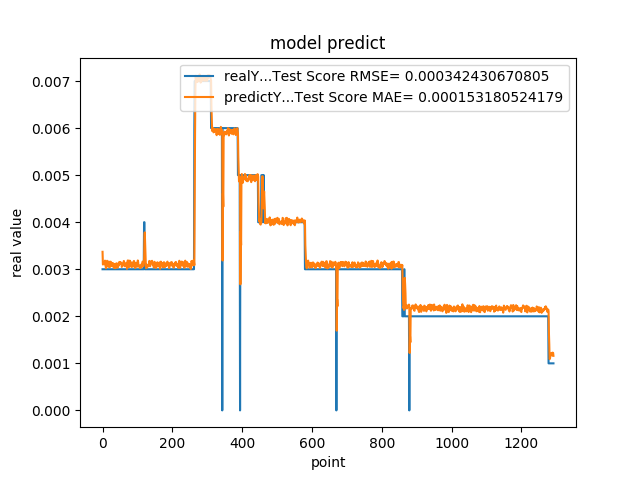 model predict
realY...Test Score RMSE= 0.000342430670805
predictY...Test Score MAE= 0.000153180524179
0.007
0.006
0.005
0.004
0.003
0.002
0.001
0.000
real value
0 200 400 600 800 1000 1200
point